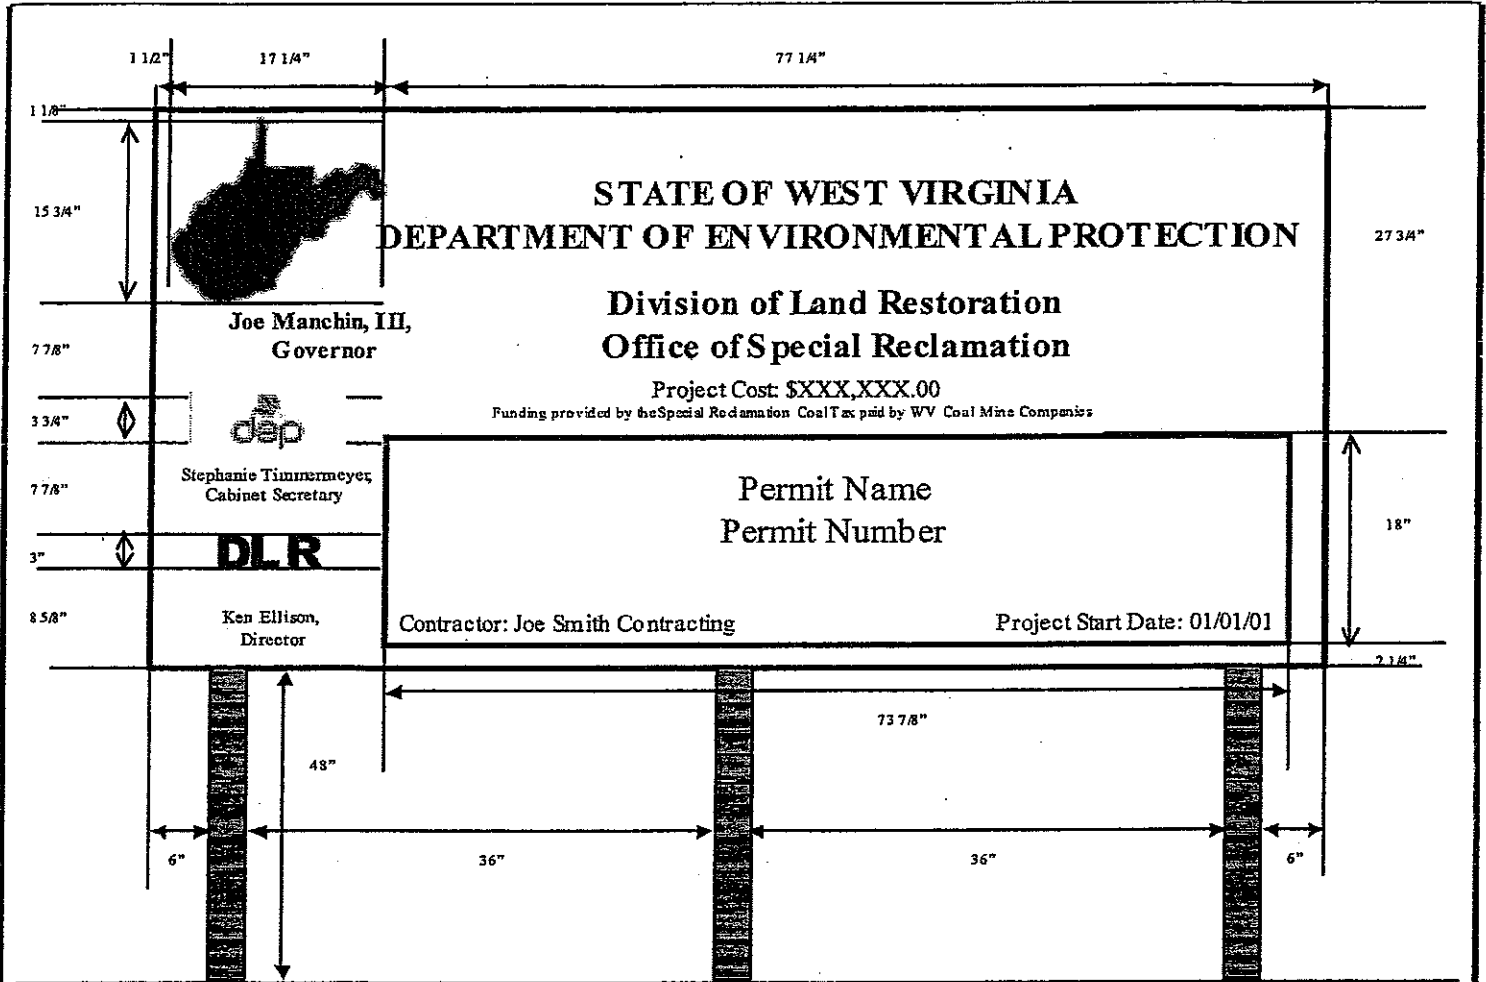 1 1/2"
17 1/4"
77 1/4"
1 1/8"
15 3/4"
STATE OF WEST VIRGINIA
DEPARTMENT OF ENVIRONMENTAL PROTECTION
27 3/4"
Division of Land Restoration
Office of Special Reclamation
Joe Manchin, III,
Governor
7 7/8"
Project Cost: $XXX,XXX.00
Funding provided by the Special Reclamation Coal Tax paid by WV Coal Mine Companies
3 3/4"
dep
Stephanie Timmermeyer,
Cabinet Secretary
7 7/8"
Permit Name
Permit Number
18"
DLR
3"
8 5/8"
Ken Ellison,
Director
Contractor: Joe Smith Contracting
Project Start Date: 01/01/01
2 1/4"
73 7/8"
48"
6"
36"
36"
6"